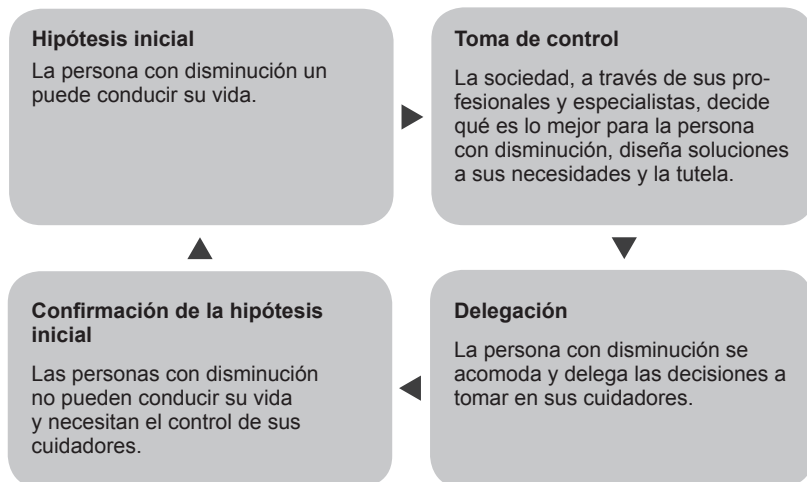 Hipótesis inicial
La persona con disminución un
puede conducir su vida.
Toma de control
La sociedad, a través de sus pro-
fesionales y especialistas, decide
qué es lo mejor para la persona
con disminución, diseña soluciones
a sus necesidades y la tutela.
Delegación
La persona con disminución se
acomoda y delega las decisiones a
tomar en sus cuidadores.
Confirmación de la hipótesis
inicial
Las personas con disminución
no pueden conducir su vida
y necesitan el control de sus
cuidadores.